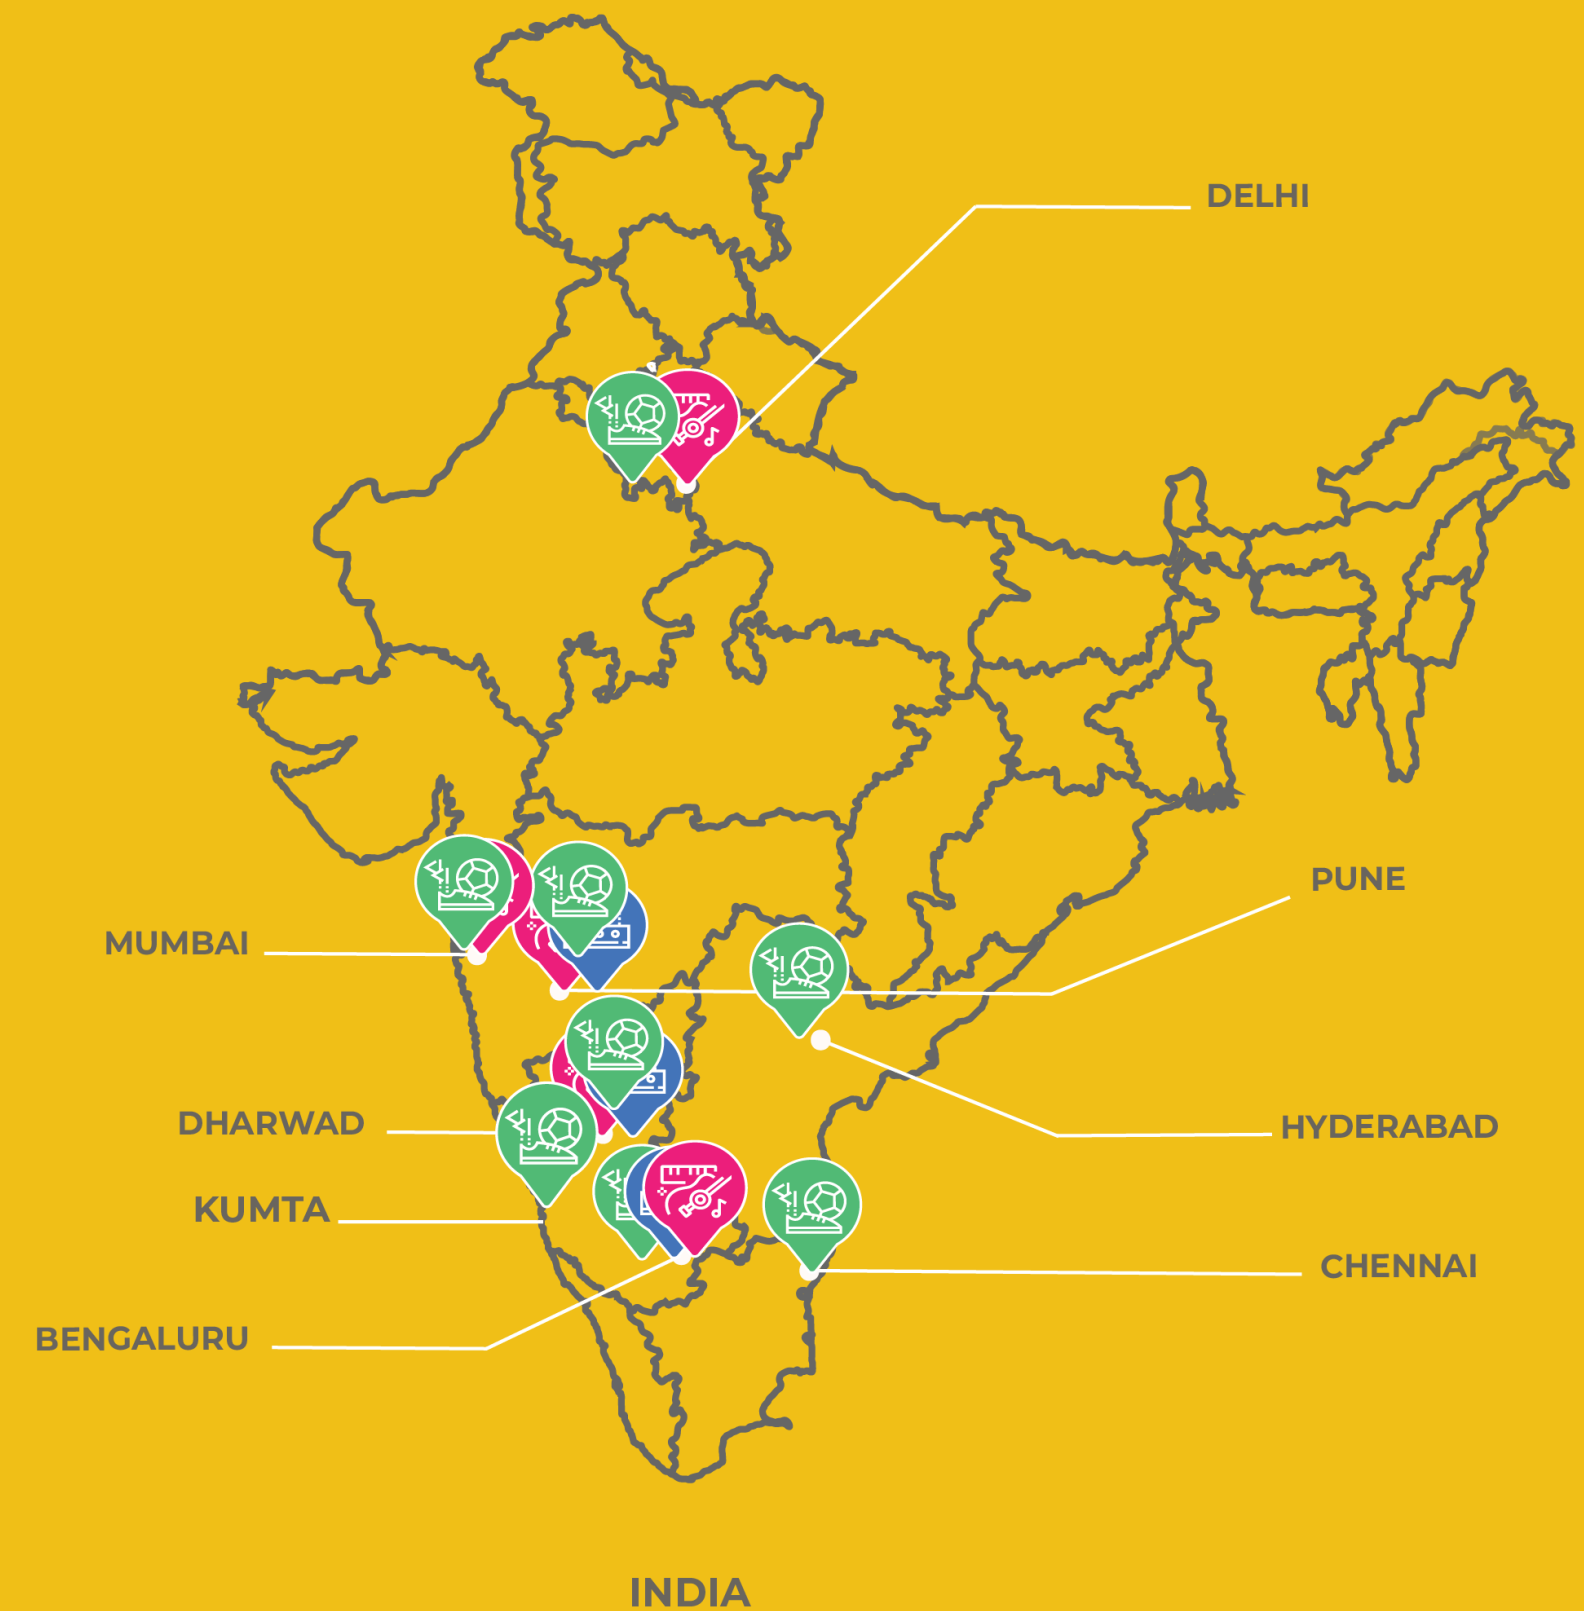 DELHI
PUNE
MUMBAI
DHARWAD
HYDERABAD
KUMTA
CHENNAI
BENGALURU
INDIA